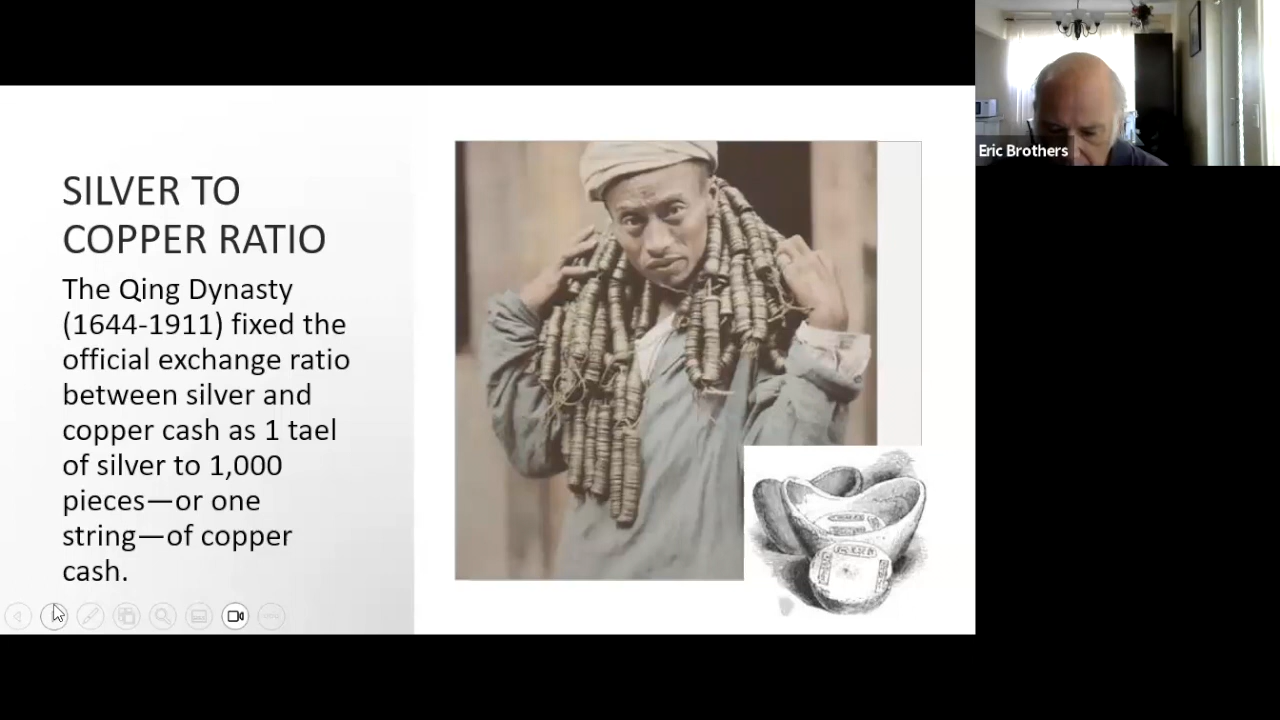 SILVER TO
COPPER RATIO
The Qing Dynasty
(1644-1911) fixed the
official exchange ratio
between silver and
copper cash as 1 tael
of silver to 1,000
pieces—or one
string—of copper
cash.
Eric Brothers